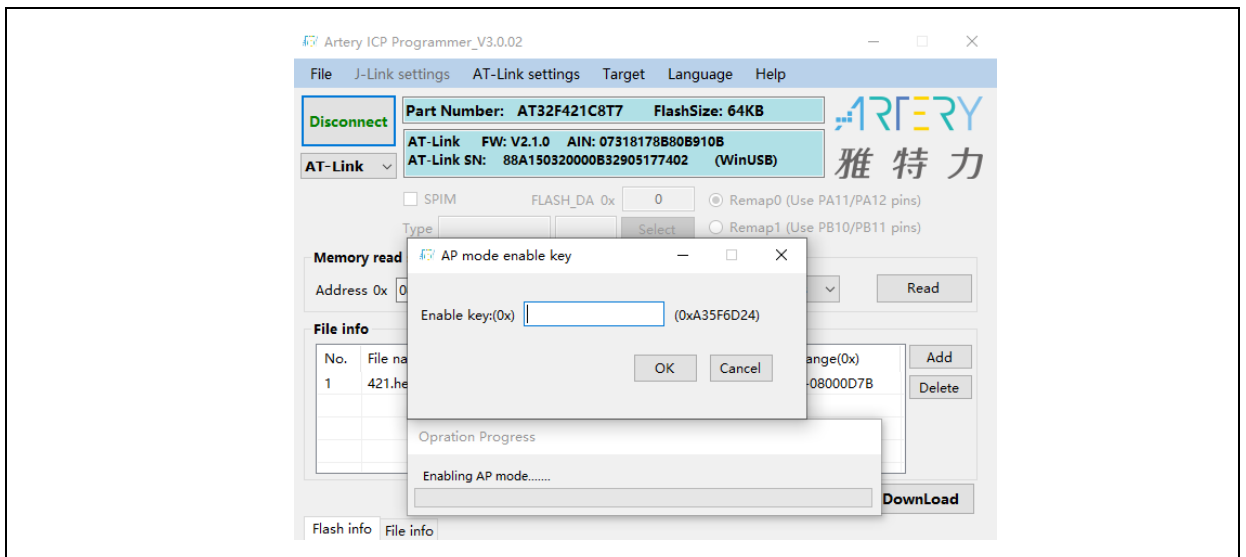 Artery ICP Programmer_V3.0.02
File J-Link settings AT-Link settings Target Language Help
Disconnect
Part Number: AT32F421C8T7 FlashSize: 64KB
ARTERY
雅特力
AT-Link FW: V2.1.0 AIN: 07318178B80B910B
AT-Link SN: 88A150320000B32905177402 (WinUSB)
AT-Link
SPIM FLASH_DA 0x 0 Remap0 (Use PA11/PA12 pins)
Type Select Remap1 (Use PB10/PB11 pins)
Memory read
AP mode enable key
Address 0x 0 Read
Enable key:(0x) (0xA35F6D24)
File info
No. File na ange(0x) Add
OK Cancel
1 421.he -08000D7B Delete
Opration Progress
Enabling AP mode.......
DownLoad
Flash info File info